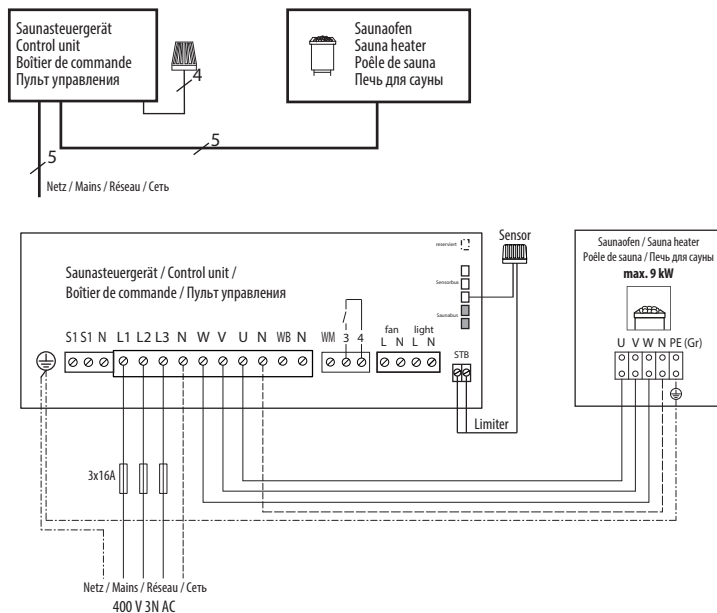 Saunasteuergerät
Control unit
Boîtier de commande
Пульт управления
4
Saunaofen
Sauna heater
Poêle de sauna
Печь для сауны
5
5
Netz / Mains / Réseau / Сеть
Saunasteuergerät / Control unit /
Boîtier de commande / Пульт управления
reserviert
Sensorbus
Saunabus
Sensor
S1 S1 N L1 L2 L3 N W V U N WB N WM 3 4
fan light
L N L N
STB
Limiter
Saunaofen / Sauna heater
Poêle de sauna / Печь для сауны
max. 9 kW
U V W N PE (Gr)
3x16A
Netz / Mains / Réseau / Сеть
400 V 3N AC